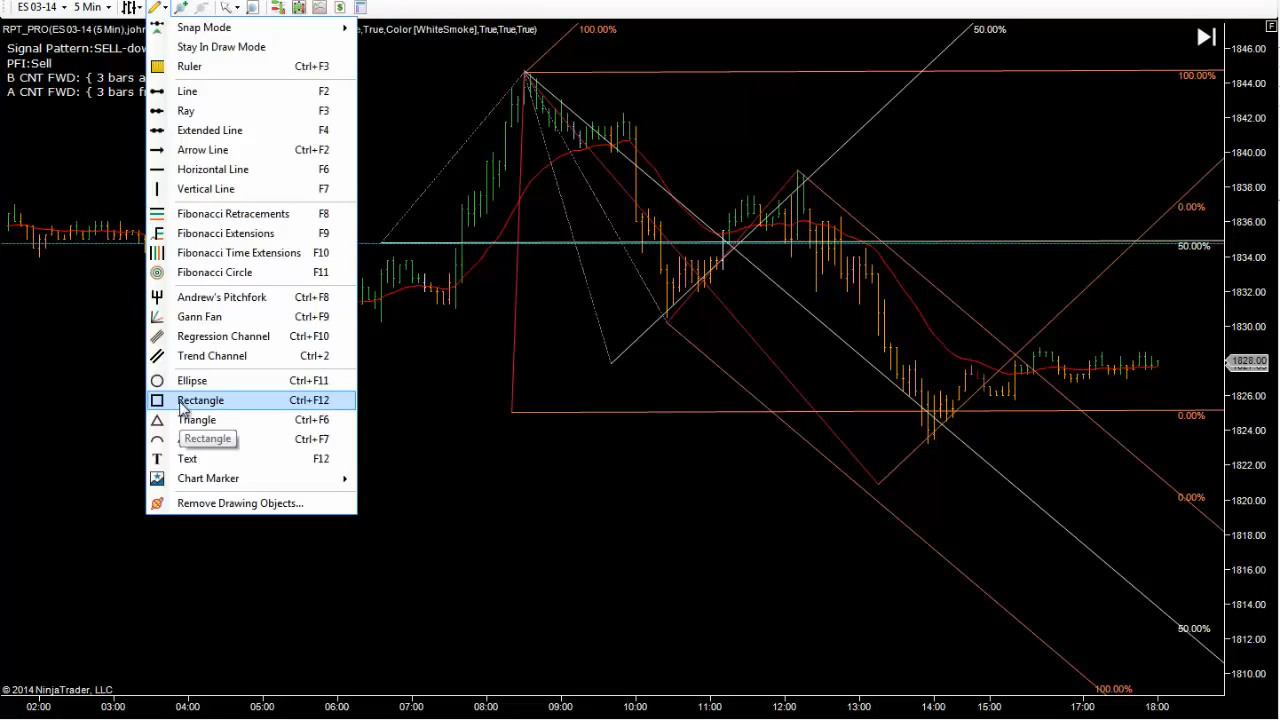 ES 03-14 5 Min
RPT_PRO(ES 03-14 (5 Min),joh
e,True,Color [WhiteSmoke],True,True,True)
Signal Pattern:SELL-do
PFI:Sell
B CNT FWD: { 3 bars a
A CNT FWD: { 3 bars f
Snap Mode
Stay In Draw Mode
Ruler Ctrl+F3
Line F2
Ray F3
Extended Line F4
Arrow Line Ctrl+F2
Horizontal Line F6
Vertical Line F7
Fibonacci Retracements F8
Fibonacci Extensions F9
Fibonacci Time Extensions F10
Fibonacci Circle F11
Andrew's Pitchfork Ctrl+F8
Gann Fan Ctrl+F9
Regression Channel Ctrl+F10
Trend Channel Ctrl+2
Ellipse Ctrl+F11
Rectangle Ctrl+F12
Triangle Ctrl+F6
Rectangle
Ctrl+F7
Text F12
Chart Marker
Remove Drawing Objects...
100.00%
50.00%
F
100.00%
0.00%
50.00%
0.00%
0.00%
50.00%
100.00%
1846.00
1844.00
1842.00
1840.00
1838.00
1836.00
1834.00
1832.00
1830.00
1828.00
1826.00
1824.00
1822.00
1820.00
1818.00
1816.00
1814.00
1812.00
1810.00
© 2014 NinjaTrader, LLC
02:00 03:00 04:00 05:00 06:00 07:00 08:00 09:00 10:00 11:00 12:00 13:00 14:00 15:00 17:00 18:00